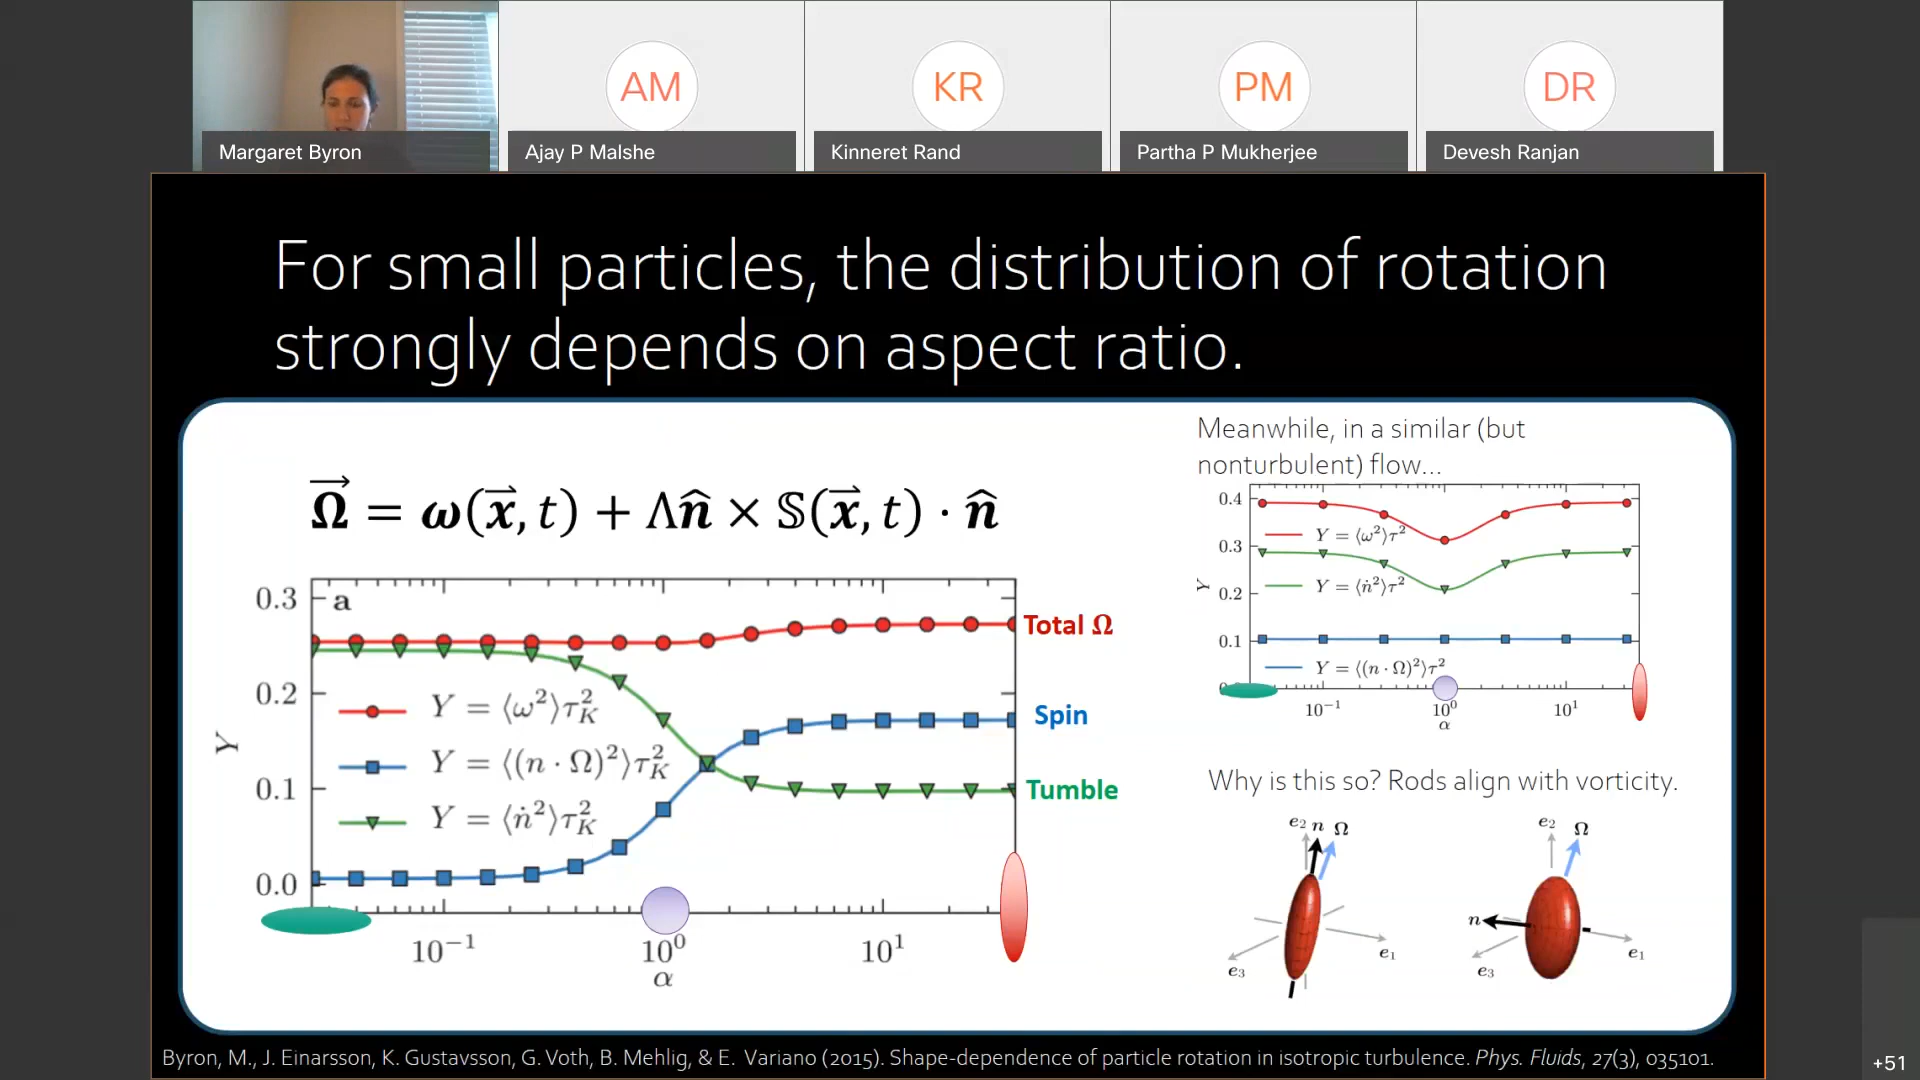 AM
KR
PM
DR
Margaret Byron
Ajay P Malshe
Kinneret Rand
Partha P Mukherjee
Devesh Ranjan
For small particles, the distribution of rotation
strongly depends on aspect ratio.
Ω⃗ = ω(x⃗, t) + Λn̂ × 𝕊(x⃗, t) · n̂
a
0.3
0.2
0.1
0.0
Y
Y = ⟨ω²⟩τ_K²
Y = ⟨(n · Ω)²⟩τ_K²
Y = ⟨ṅ²⟩τ_K²
Total Ω
Spin
Tumble
10⁻¹ 10⁰ 10¹
α
Meanwhile, in a similar (but
nonturbulent) flow...
0.4
0.3
0.2
0.1
Y
Y = ⟨ω²⟩τ²
Y = ⟨ṅ²⟩τ²
Y = ⟨(n · Ω)²⟩τ²
10⁻¹ 10⁰ 10¹
α
Why is this so? Rods align with vorticity.
e₂ n Ω
e₁
e₃
e₂ Ω
n
e₁
e₃
Byron, M., J. Einarsson, K. Gustavsson, G. Voth, B. Mehlig, & E. Variano (2015). Shape-dependence of particle rotation in isotropic turbulence. Phys. Fluids, 27(3), 035101.
+51